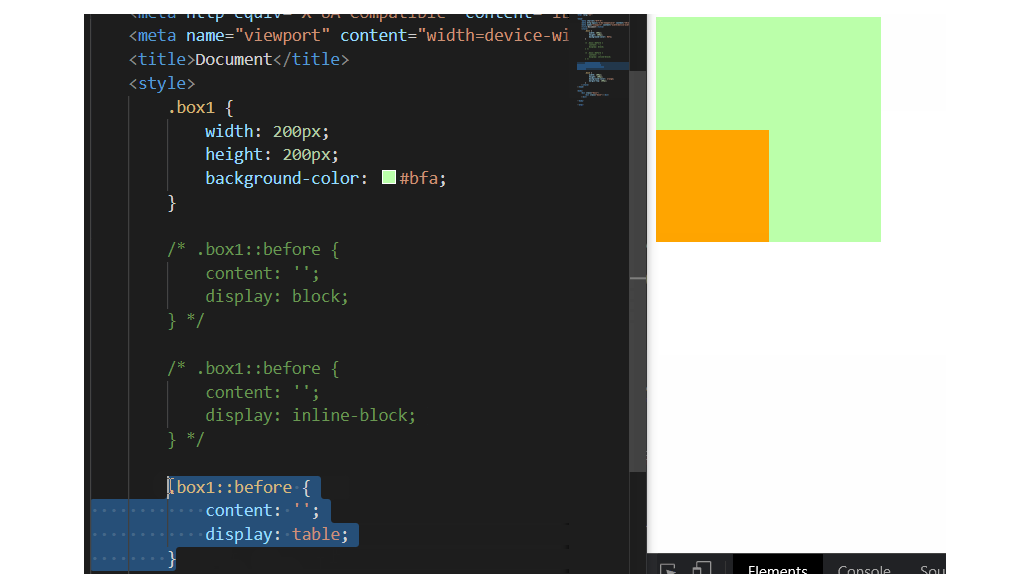 <meta http-equiv="X-UA-Compatible" content="IE
<meta name="viewport" content="width=device-wi
<title>Document</title>
<style>
.box1 {
width: 200px;
height: 200px;
background-color: #bfa;
}
/* .box1::before {
content: '';
display: block;
} */
/* .box1::before {
content: '';
display: inline-block;
} */
.box1::before {
content: '';
display: table;
}
Elements Console Sou